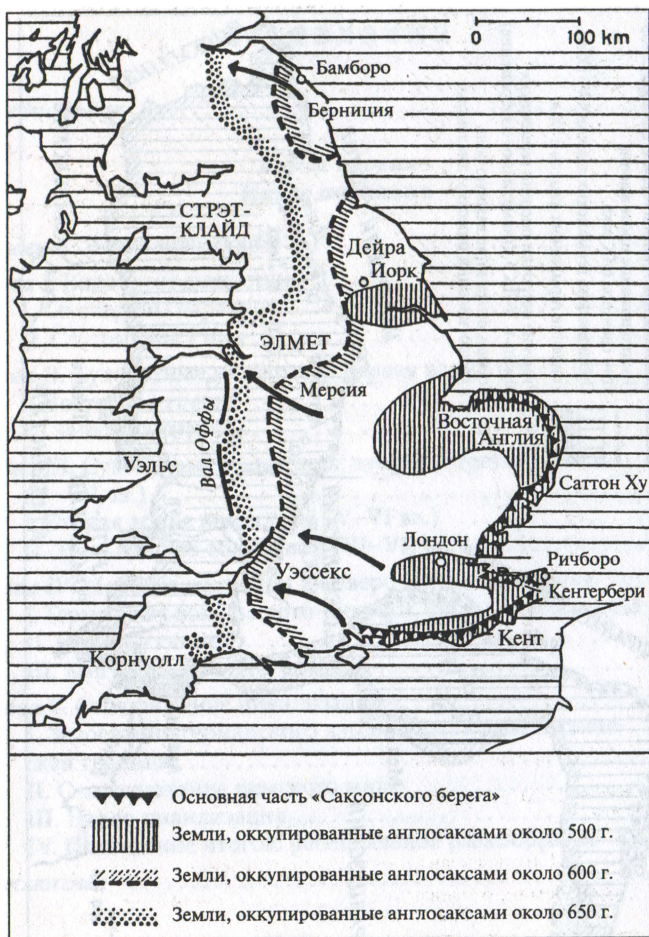 0 100 km
Бамборо
Берниция
СТРЭТ-
КЛАЙД
Дейра
Йорк
ЭЛМЕТ
Мерсия
Восточная
Англия
Вал Оффы
Уэльс
Саттон Ху
Лондон
Ричборо
Уэссекс
Кентербери
Кент
Корнуолл
Основная часть «Саксонского берега»
Земли, оккупированные англосаксами около 500 г.
Земли, оккупированные англосаксами около 600 г.
Земли, оккупированные англосаксами около 650 г.